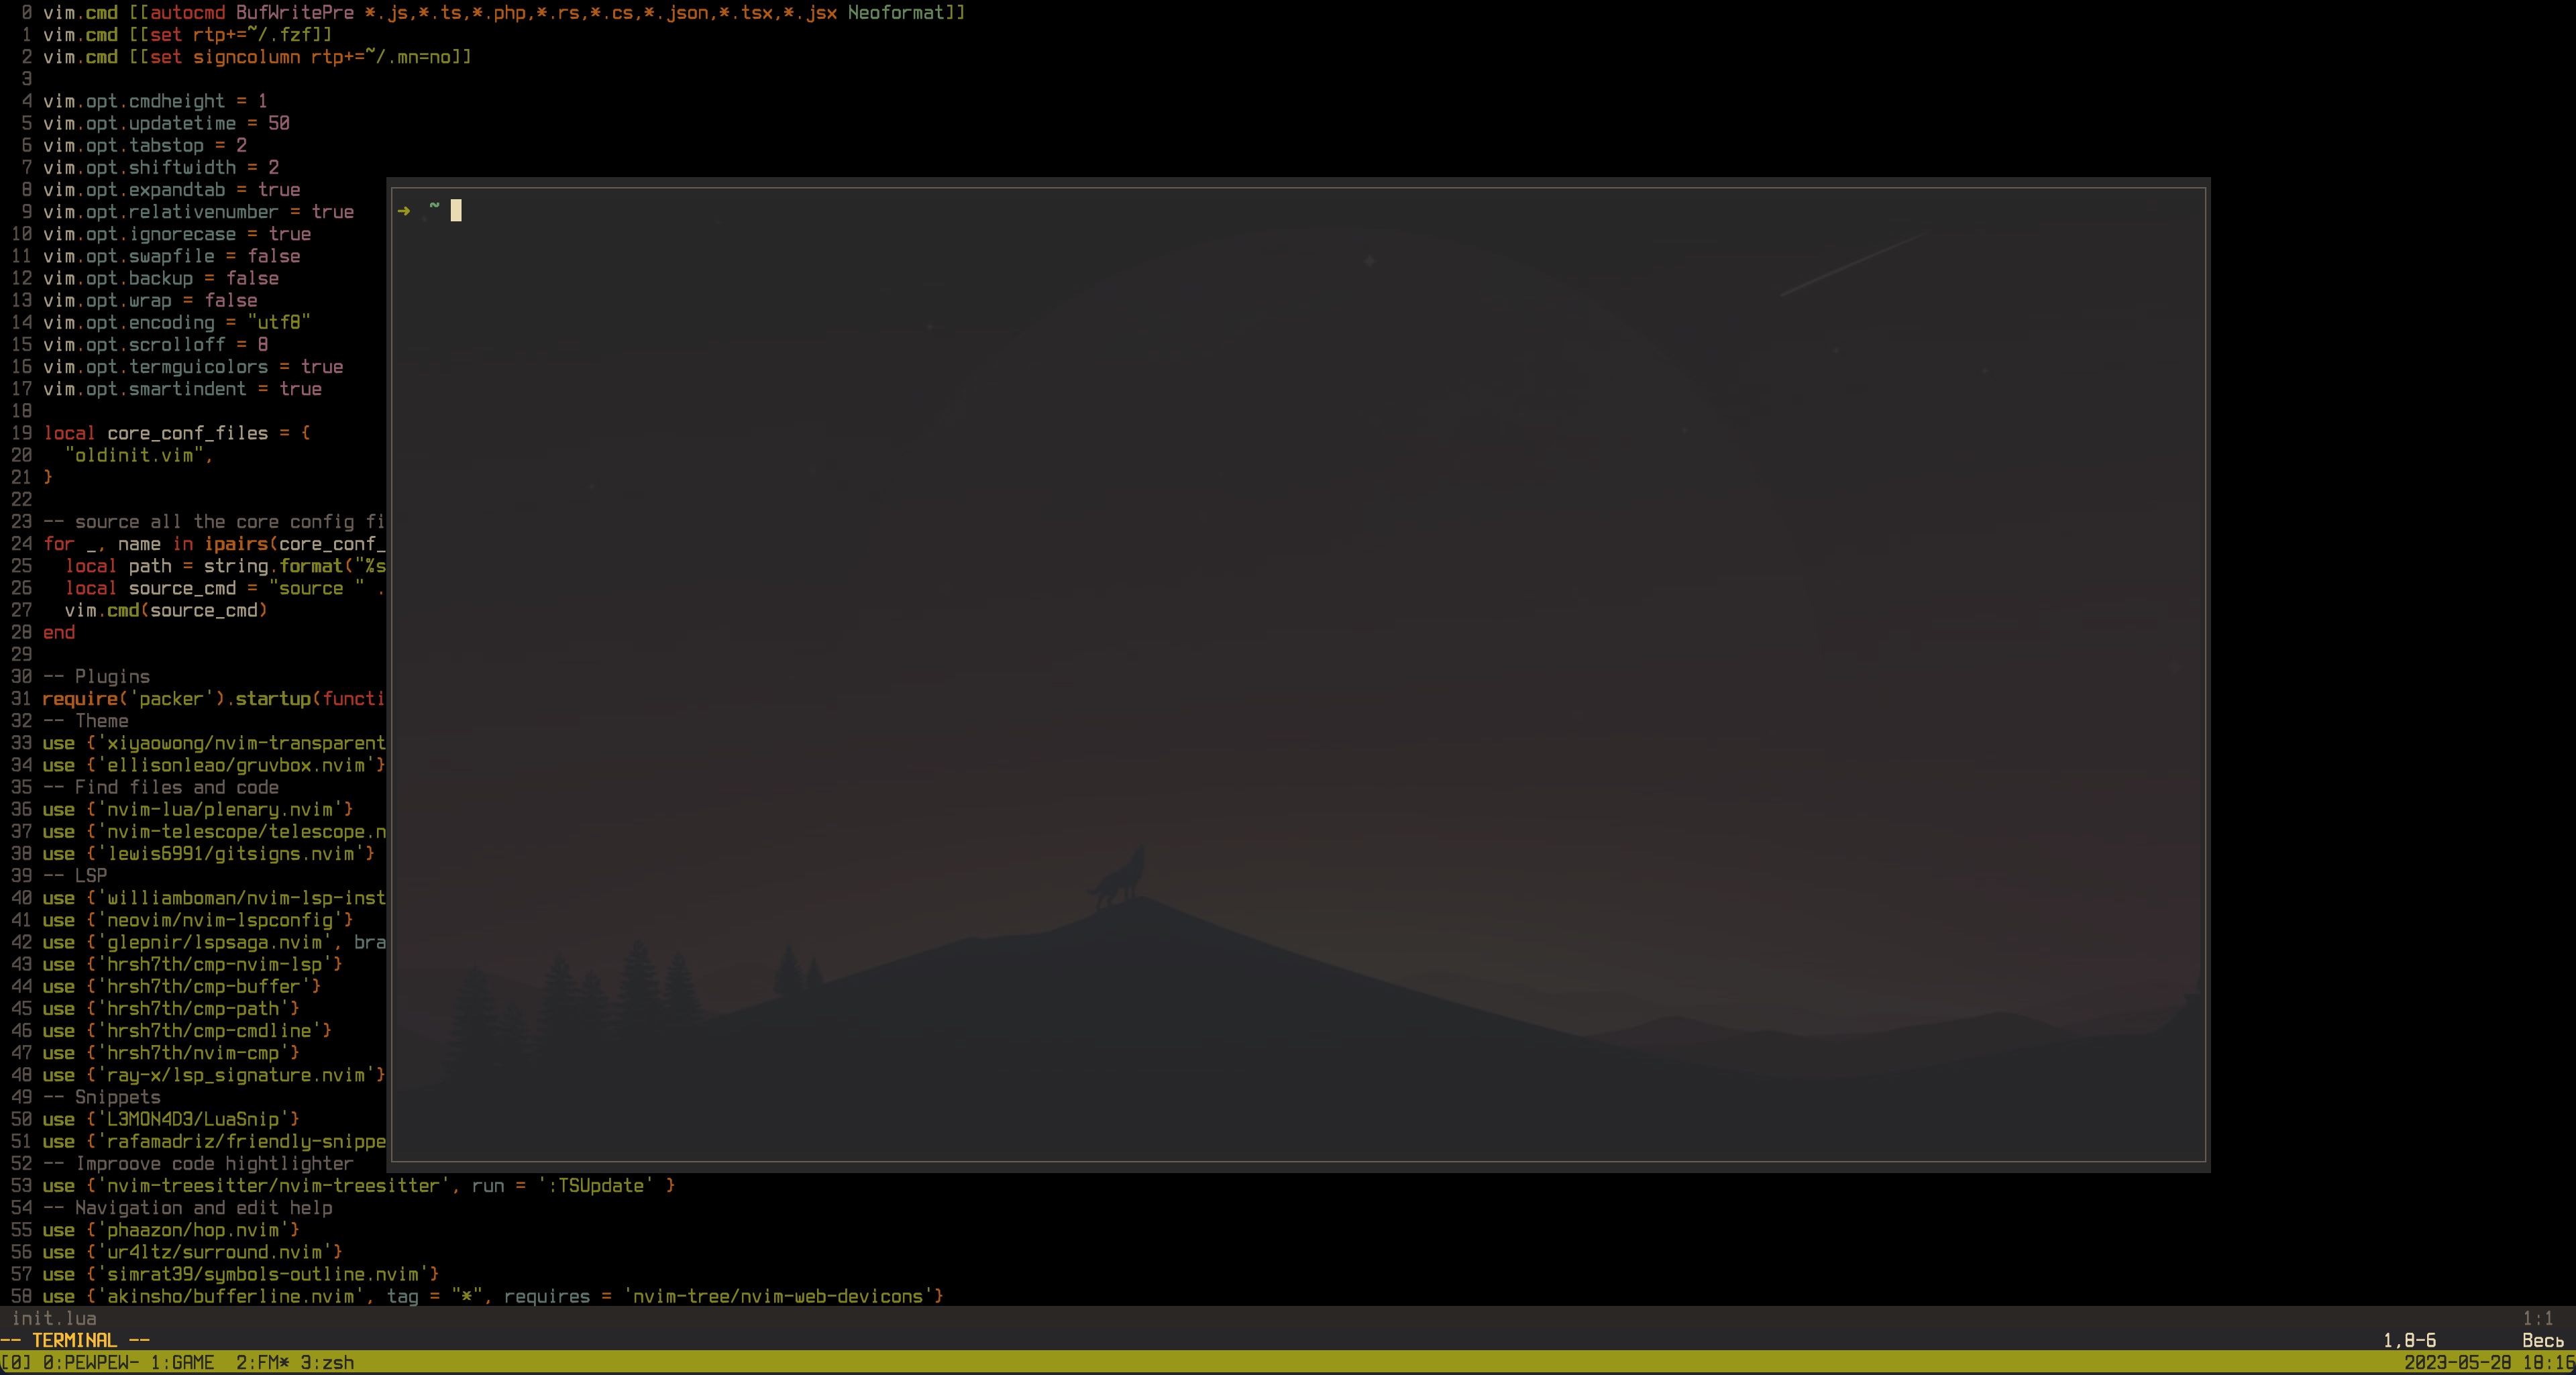 0 vim.cmd [[autocmd BufWritePre *.js,*.ts,*.php,*.rs,*.cs,*.json,*.tsx,*.jsx Neoformat]]
1 vim.cmd [[set rtp+=~/.fzf]]
2 vim.cmd [[set signcolumn rtp+=~/.mn=no]]
3
4 vim.opt.cmdheight = 1
5 vim.opt.updatetime = 50
6 vim.opt.tabstop = 2
7 vim.opt.shiftwidth = 2
8 vim.opt.expandtab = true
9 vim.opt.relativenumber = true
→ ~
10 vim.opt.ignorecase = true
11 vim.opt.swapfile = false
12 vim.opt.backup = false
13 vim.opt.wrap = false
14 vim.opt.encoding = "utf8"
15 vim.opt.scrolloff = 8
16 vim.opt.termguicolors = true
17 vim.opt.smartindent = true
18
19 local core_conf_files = {
20   "oldinit.vim",
21 }
22
23 -- source all the core config fi
24 for _, name in ipairs(core_conf_
25   local path = string.format("%s
26   local source_cmd = "source " .
27   vim.cmd(source_cmd)
28 end
29
30 -- Plugins
31 require('packer').startup(functi
32 -- Theme
33 use {'xiyaowong/nvim-transparent
34 use {'ellisonleao/gruvbox.nvim'}
35 -- Find files and code
36 use {'nvim-lua/plenary.nvim'}
37 use {'nvim-telescope/telescope.n
38 use {'lewis6991/gitsigns.nvim'}
39 -- LSP
40 use {'williamboman/nvim-lsp-inst
41 use {'neovim/nvim-lspconfig'}
42 use {'glepnir/lspsaga.nvim', bra
43 use {'hrsh7th/cmp-nvim-lsp'}
44 use {'hrsh7th/cmp-buffer'}
45 use {'hrsh7th/cmp-path'}
46 use {'hrsh7th/cmp-cmdline'}
47 use {'hrsh7th/nvim-cmp'}
48 use {'ray-x/lsp_signature.nvim'}
49 -- Snippets
50 use {'L3MON4D3/LuaSnip'}
51 use {'rafamadriz/friendly-snippe
52 -- Improove code hightlighter
53 use {'nvim-treesitter/nvim-treesitter', run = ':TSUpdate' }
54 -- Navigation and edit help
55 use {'phaazon/hop.nvim'}
56 use {'ur4ltz/surround.nvim'}
57 use {'simrat39/symbols-outline.nvim'}
58 use {'akinsho/bufferline.nvim', tag = "*", requires = 'nvim-tree/nvim-web-devicons'}
init.lua 1:1
-- TERMINAL -- 1,8-6 Весь
[0] 0:PEWPEW- 1:GAME 2:FM* 3:zsh 2023-05-28 18:16